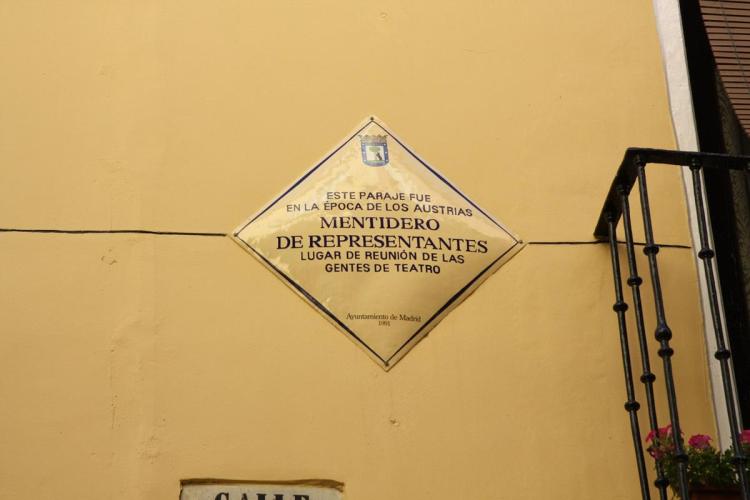 ESTE PARAJE FUE
EN LA ÉPOCA DE LOS AUSTRIAS
MENTIDERO
DE REPRESENTANTES
LUGAR DE REUNIÓN DE LAS
GENTES DE TEATRO
Ayuntamiento de Madrid
1991
CALLE